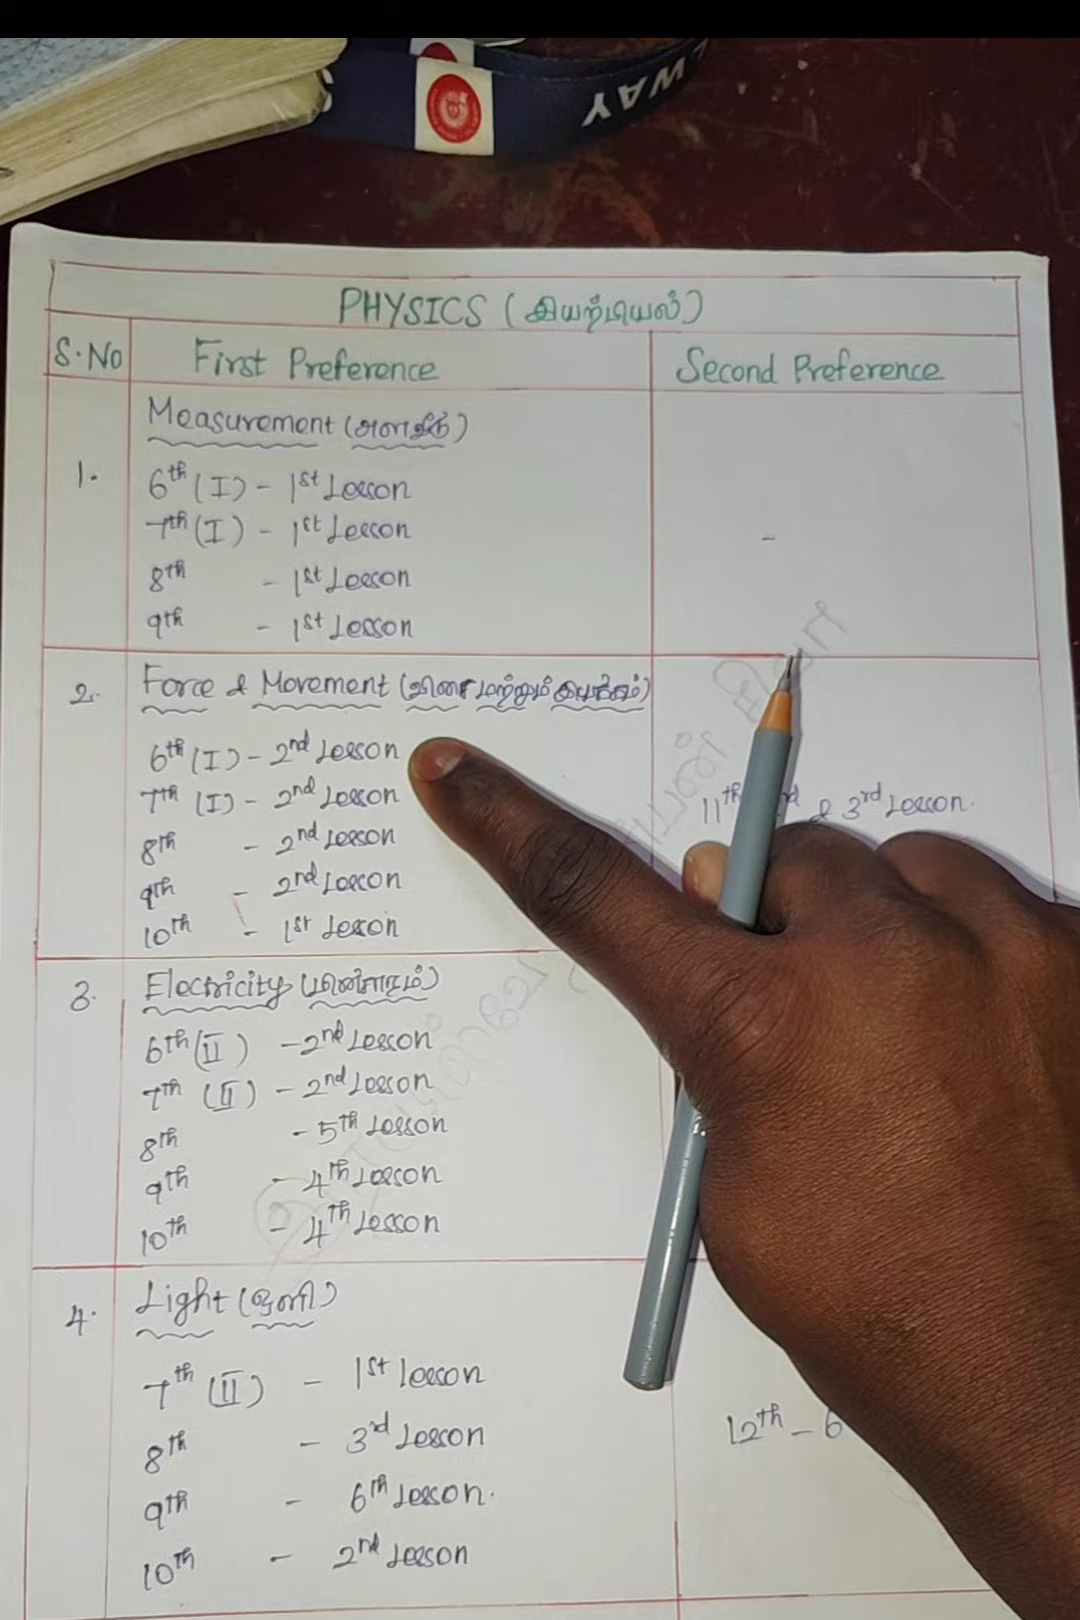 WAY
PHYSICS (இயற்பியல்)
S.No First Preference Second Preference
Measurement (அளவீடு)
1. 6th (I) - 1st Lesson
7th (I) - 1st Lesson
8th - 1st Lesson
9th - 1st Lesson
-
2. Force & Movement (விசை மற்றும் இயக்கம்)
6th (I) - 2nd Lesson
7th (I) - 2nd Lesson
8th - 2nd Lesson
9th - 2nd Lesson
10th - 1st Lesson
11th & 3rd Lesson.
3. Electricity (மின்சாரம்)
6th (II) - 2nd Lesson
7th (II) - 2nd Lesson
8th - 5th Lesson
9th - 4th Lesson
10th - 4th Lesson
4. Light (ஒளி)
7th (II) - 1st Lesson
8th - 3rd Lesson
9th - 6th Lesson.
10th - 2nd Lesson
12th - 6